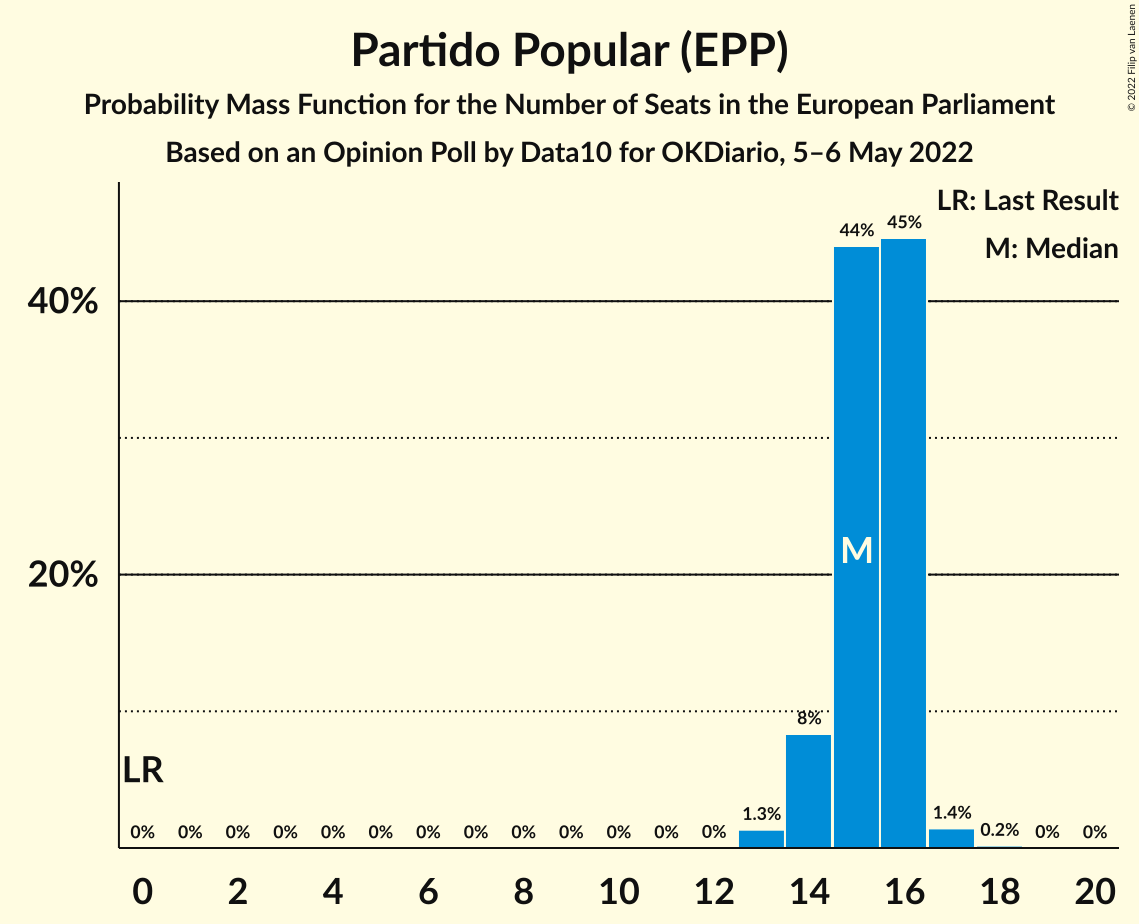 Partido Popular (EPP)
Probability Mass Function for the Number of Seats in the European Parliament
Based on an Opinion Poll by Data10 for OKDiario, 5–6 May 2022
© 2022 Filip van Laenen
LR: Last Result
M: Median
40%
20%
44%
45%
M
8%
LR
0% 0% 0% 0% 0% 0% 0% 0% 0% 0% 0% 0% 0% 1.3% 1.4% 0.2% 0% 0%
0 2 4 6 8 10 12 14 16 18 20